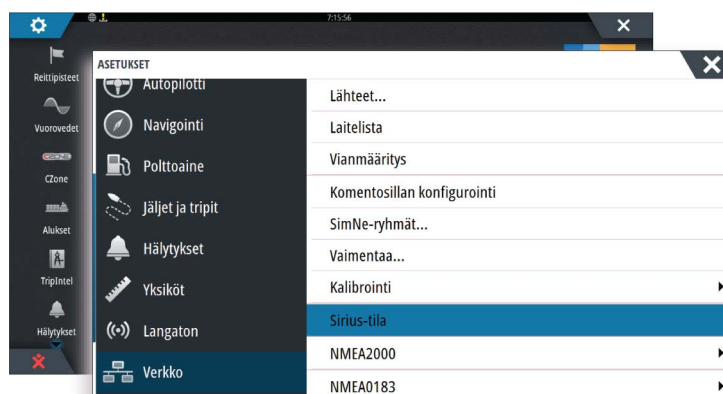 7:15:56
Reittipisteet
Vuorovedet
CZONE
CZone
Alukset
TripIntel
Hälytykset
ASETUKSET
Autopilotti
Navigointi
Polttoaine
Jäljet ja tripit
Hälytykset
Yksiköt
Langaton
Verkko
Lähteet...
Laitelista
Vianmääritys
Komentosillan konfigurointi
SimNe-ryhmät...
Vaimentaa...
Kalibrointi
Sirius-tila
NMEA2000
NMEA0183